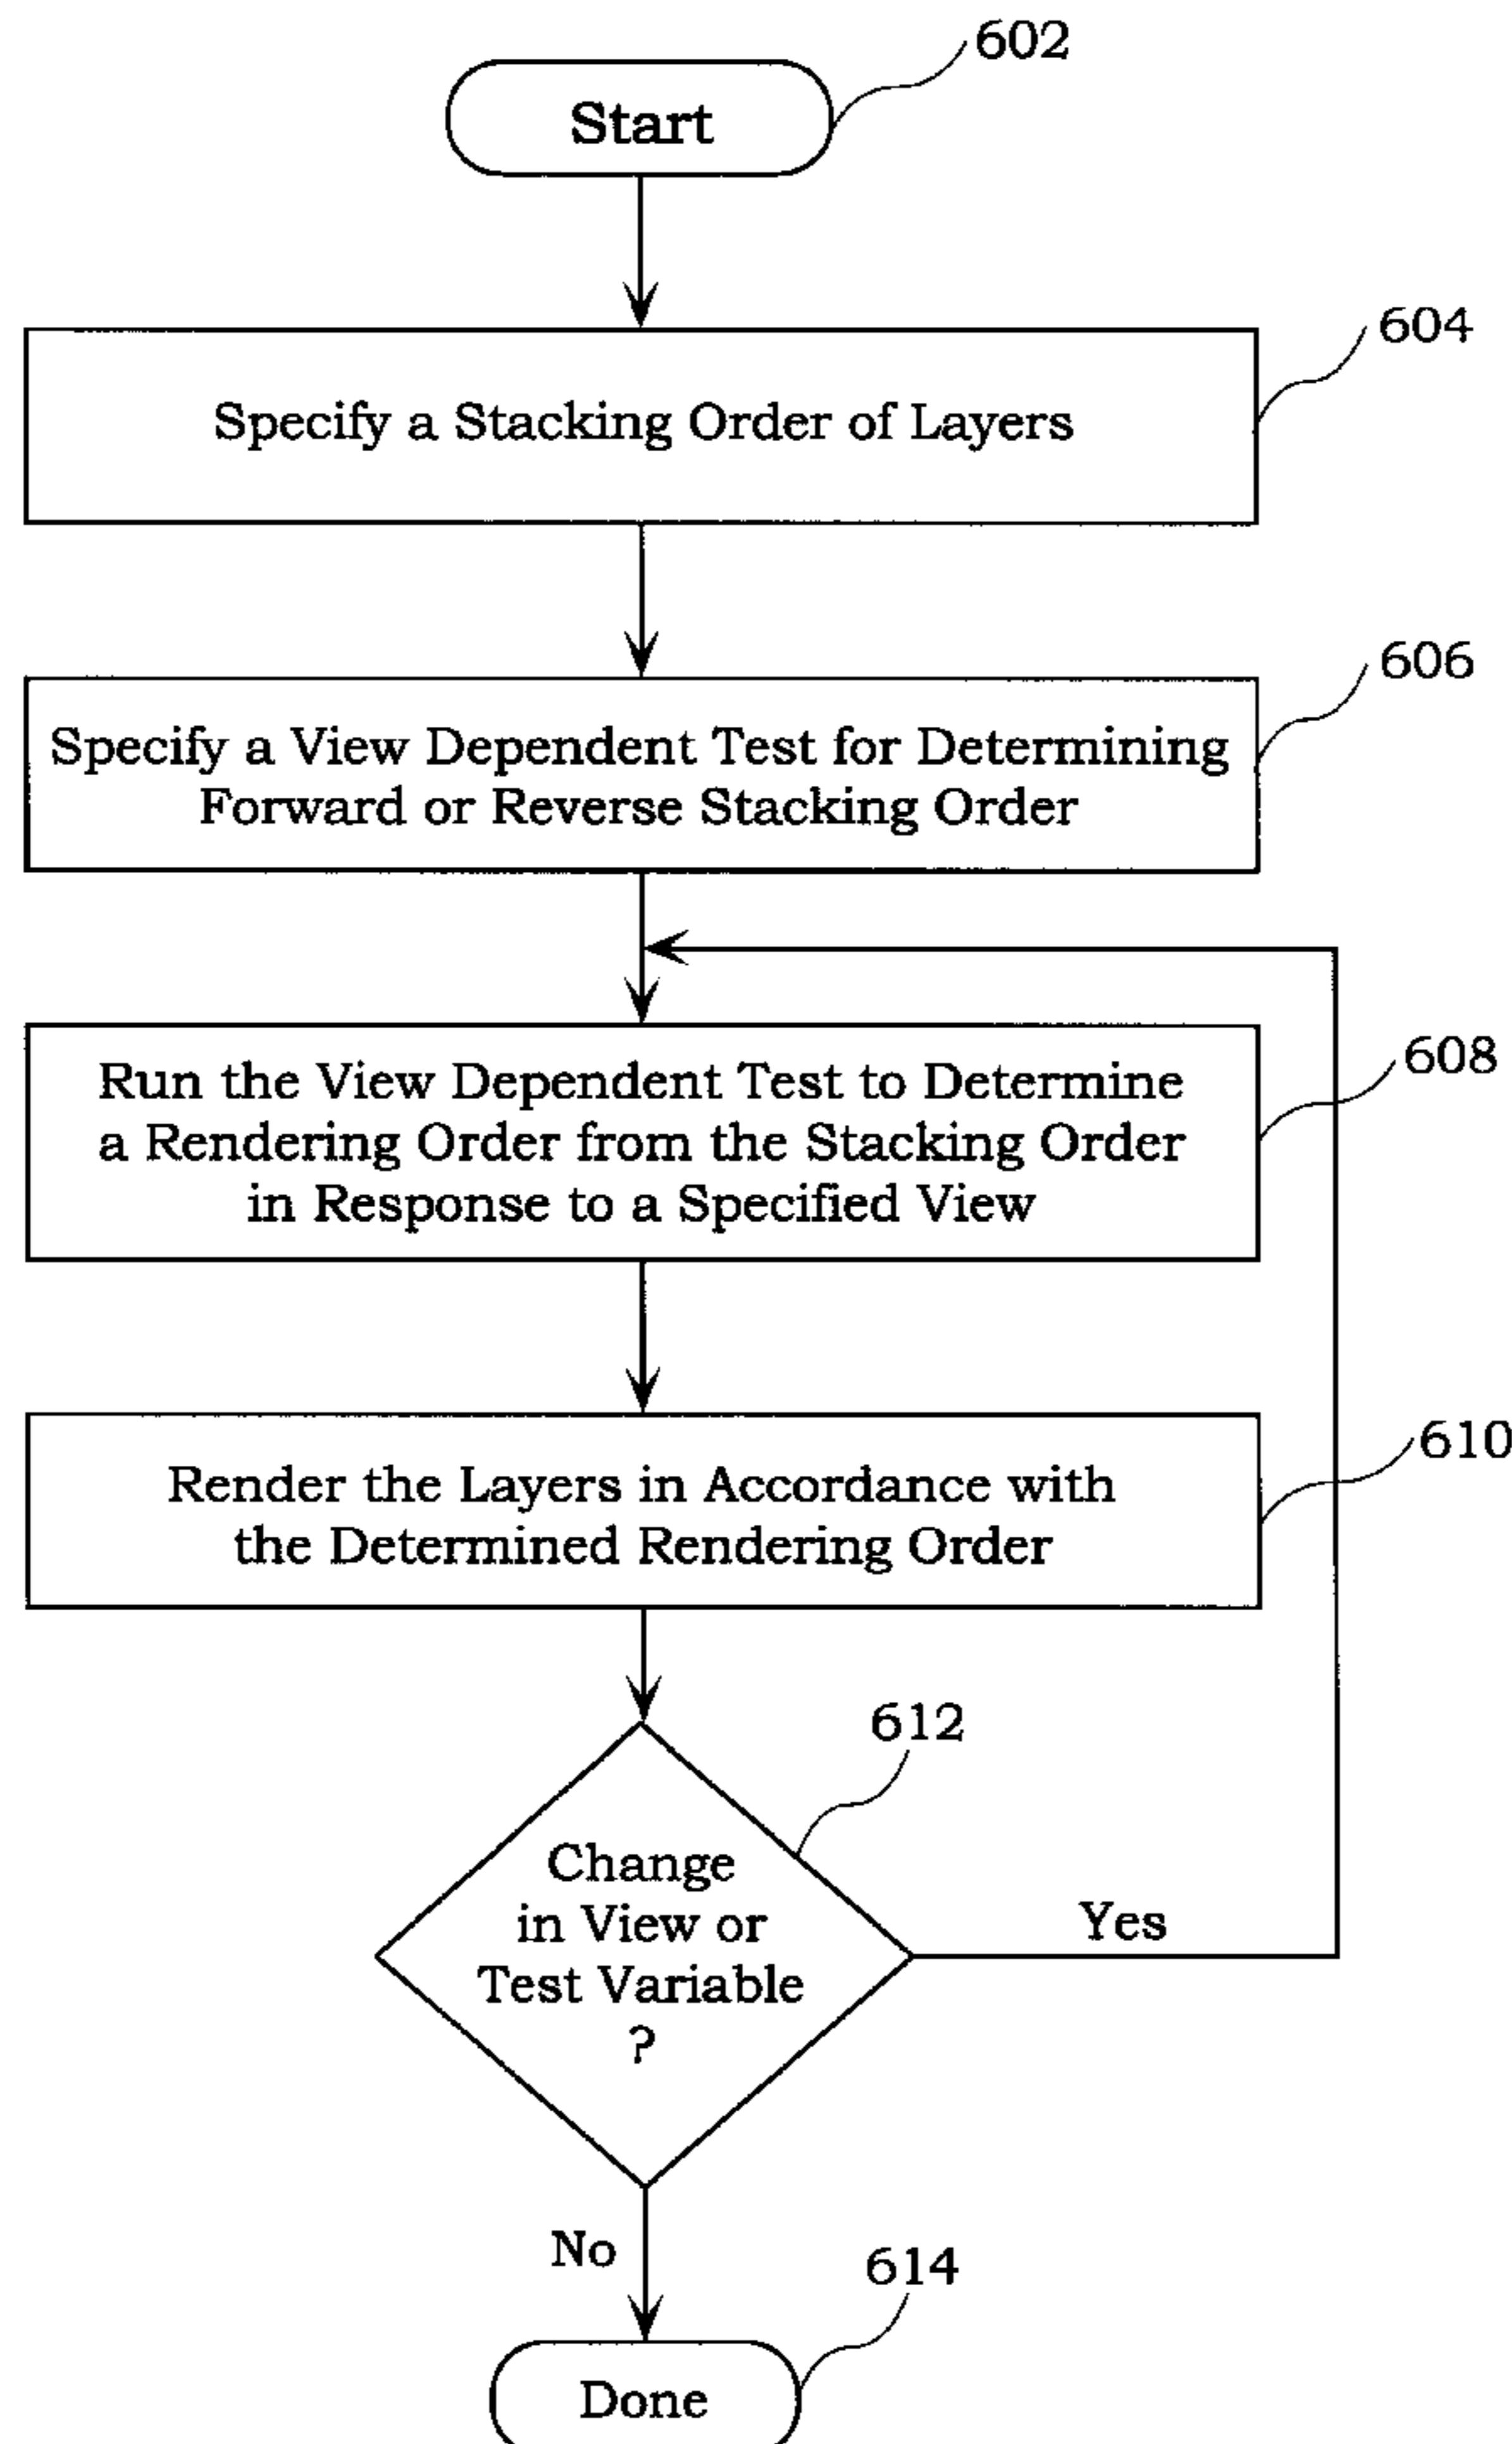 602
Start
604
Specify a Stacking Order of Layers
606
Specify a View Dependent Test for Determining
Forward or Reverse Stacking Order
608
Run the View Dependent Test to Determine
a Rendering Order from the Stacking Order
in Response to a Specified View
610
Render the Layers in Accordance with
the Determined Rendering Order
612
Change
in View or
Test Variable
?
Yes
No
614
Done